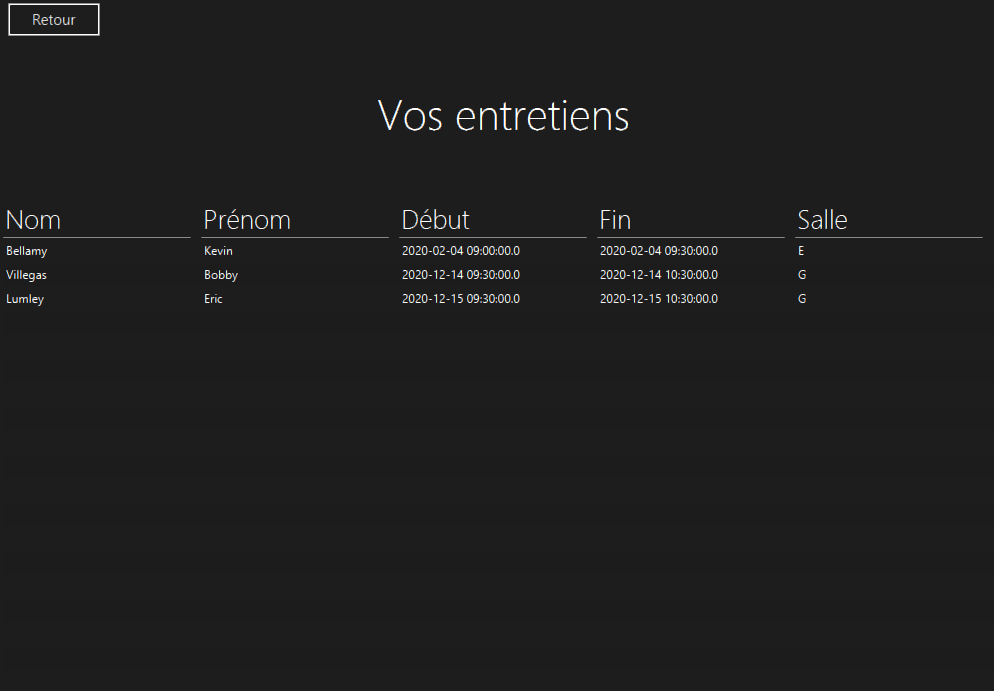 Retour
Vos entretiens
Nom Prénom Début Fin Salle
Bellamy Kevin 2020-02-04 09:00:00.0 2020-02-04 09:30:00.0 E
Villegas Bobby 2020-12-14 09:30:00.0 2020-12-14 10:30:00.0 G
Lumley Eric 2020-12-15 09:30:00.0 2020-12-15 10:30:00.0 G